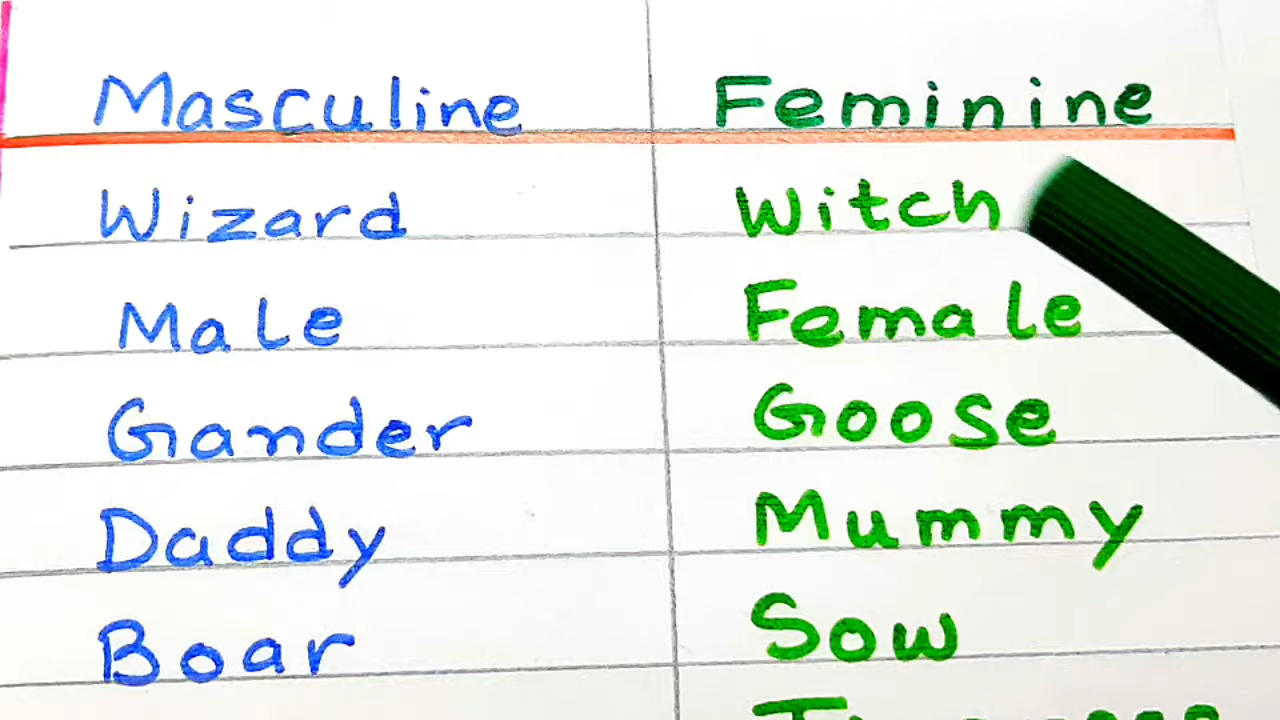 Masculine Feminine
Wizard Witch
Male Female
Gander Goose
Daddy Mummy
Boar Sow